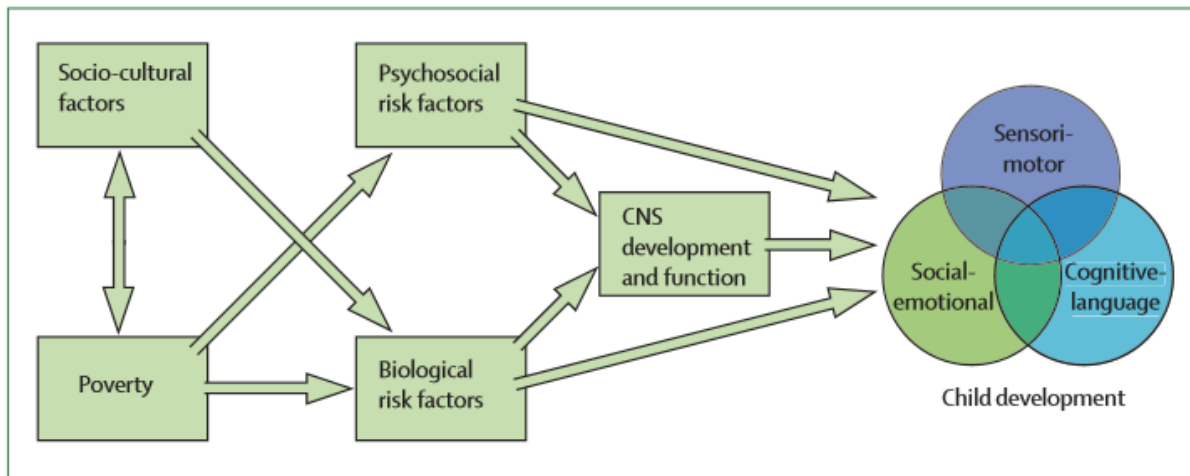 Socio-cultural
factors
Psychosocial
risk factors
Sensori-
motor
CNS
development
and function
Social-
emotional
Cognitive-
language
Poverty
Biological
risk factors
Child development